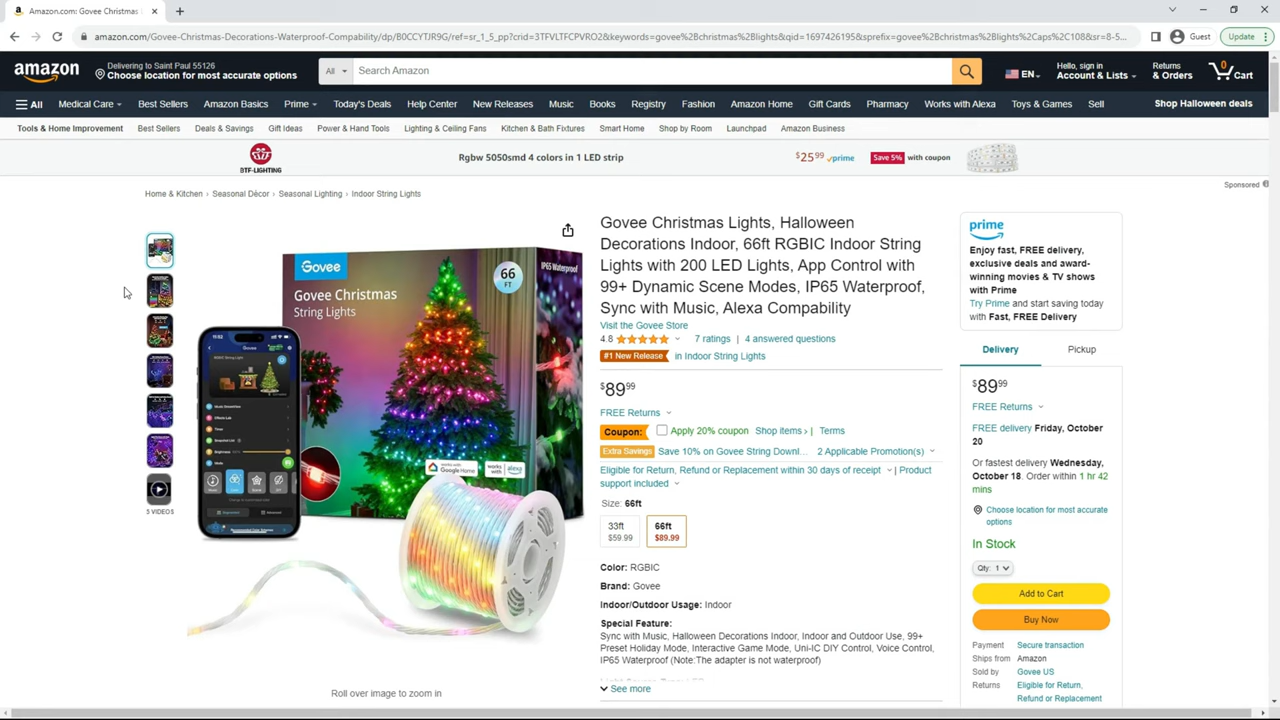 Amazon.com: Govee Christmas
amazon.com/Govee-Christmas-Decorations-Waterproof-Compability/dp/B0CCYTJR9G/ref=sr_1_5_pp?crid=3TFVLTFCPVRO2&keywords=govee%2Bchristmas%2Blights&qid=1697426195&sprefix=govee%2Bchristmas%2Blights%2Caps%2C108&sr=8-5...
Guest
Update
amazon
Delivering to Saint Paul 55126
Choose location for most accurate options
All
Search Amazon
EN
Hello, sign in
Account & Lists
Returns
& Orders
0
Cart
All
Medical Care
Best Sellers
Amazon Basics
Prime
Today's Deals
Help Center
New Releases
Music
Books
Registry
Fashion
Amazon Home
Gift Cards
Pharmacy
Works with Alexa
Toys & Games
Sell
Shop Halloween deals
Tools & Home Improvement
Best Sellers
Deals & Savings
Gift Ideas
Power & Hand Tools
Lighting & Ceiling Fans
Kitchen & Bath Fixtures
Smart Home
Shop by Room
Launchpad
Amazon Business
BTF-LIGHTING
Rgbw 5050smd 4 colors in 1 LED strip
$25 99 prime
Save 5% with coupon
Sponsored
Home & Kitchen › Seasonal Décor › Seasonal Lighting › Indoor String Lights
Govee
Govee Christmas
String Lights
66
FT
IP65 Waterproof
11:52
works with
Google Home
works with
alexa
5 VIDEOS
Roll over image to zoom in
Govee Christmas Lights, Halloween
Decorations Indoor, 66ft RGBIC Indoor String
Lights with 200 LED Lights, App Control with
99+ Dynamic Scene Modes, IP65 Waterproof,
Sync with Music, Alexa Compability
Visit the Govee Store
4.8
7 ratings | 4 answered questions
#1 New Release in Indoor String Lights
$89 99
FREE Returns
Coupon: Apply 20% coupon Shop items › | Terms
Extra Savings Save 10% on Govee String Downl... 2 Applicable Promotion(s)
Eligible for Return, Refund or Replacement within 30 days of receipt | Product
support included
Size: 66ft
33ft
$59.99
66ft
$89.99
Color: RGBIC
Brand: Govee
Indoor/Outdoor Usage: Indoor
Special Feature:
Sync with Music, Halloween Decorations Indoor, Indoor and Outdoor Use, 99+
Preset Holiday Mode, Interactive Game Mode, Uni-IC DIY Control, Voice Control,
IP65 Waterproof (Note:The adapter is not waterproof)
See more
prime
Enjoy fast, FREE delivery,
exclusive deals and award-
winning movies & TV shows
with Prime
Try Prime and start saving today
with Fast, FREE Delivery
Delivery
Pickup
$89 99
FREE Returns
FREE delivery Friday, October
20
Or fastest delivery Wednesday,
October 18. Order within 1 hr 42
mins
Choose location for most accurate
options
In Stock
Qty: 1
Add to Cart
Buy Now
Payment Secure transaction
Ships from Amazon
Sold by Govee US
Returns Eligible for Return,
Refund or Replacement